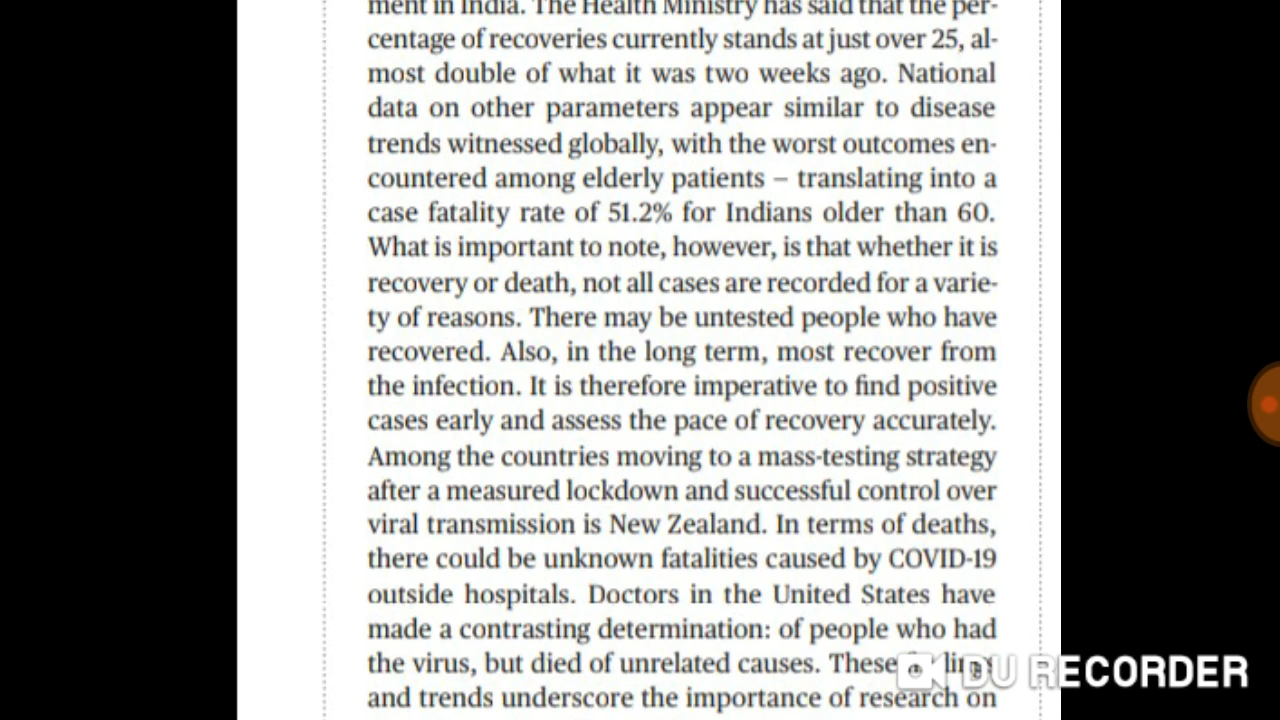 ment in India. The Health Ministry has said that the per-
centage of recoveries currently stands at just over 25, al-
most double of what it was two weeks ago. National
data on other parameters appear similar to disease
trends witnessed globally, with the worst outcomes en-
countered among elderly patients – translating into a
case fatality rate of 51.2% for Indians older than 60.
What is important to note, however, is that whether it is
recovery or death, not all cases are recorded for a varie-
ty of reasons. There may be untested people who have
recovered. Also, in the long term, most recover from
the infection. It is therefore imperative to find positive
cases early and assess the pace of recovery accurately.
Among the countries moving to a mass-testing strategy
after a measured lockdown and successful control over
viral transmission is New Zealand. In terms of deaths,
there could be unknown fatalities caused by COVID-19
outside hospitals. Doctors in the United States have
made a contrasting determination: of people who had
the virus, but died of unrelated causes. These
and trends underscore the importance of research on
DU RECORDER